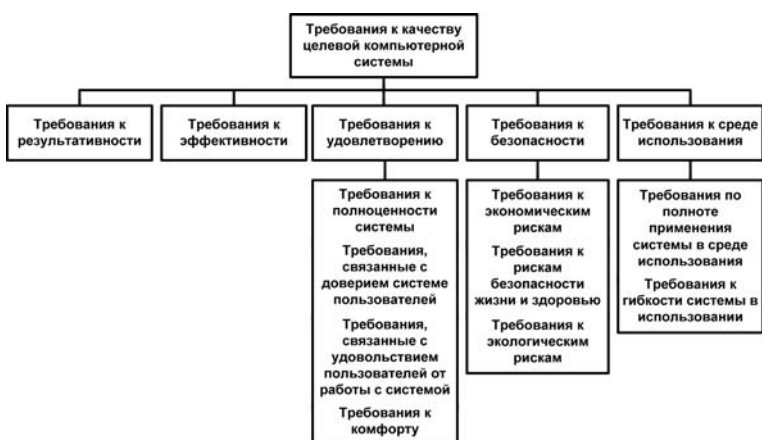 Требования к качеству
целевой компьютерной
системы
Требования к
результативности
Требования к
эффективности
Требования к
удовлетворению
Требования к
безопасности
Требования к среде
использования
Требования к
полноценности
системы
Требования,
связанные с
доверием системе
пользователей
Требования,
связанные с
удовольствием
пользователей от
работы с системой
Требования к
комфорту
Требования к
экономическим
рискам
Требования к
рискам
безопасности
жизни и здоровью
Требования к
экологическим
рискам
Требования по
полноте
применения
системы в среде
использования
Требования к
гибкости системы в
использовании